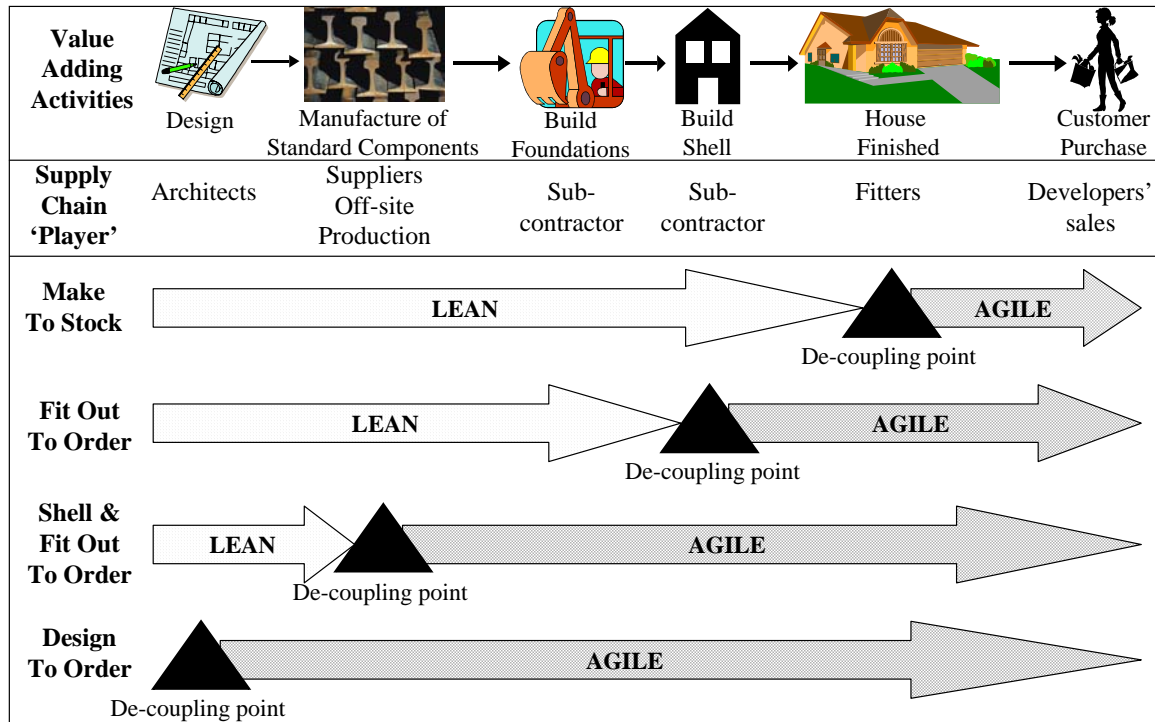 Value
Adding
Activities
Design
Manufacture of
Standard Components
Build
Foundations
Build
Shell
House
Finished
Customer
Purchase
Supply
Chain
‘Player’
Architects
Suppliers
Off-site
Production
Sub-
contractor
Sub-
contractor
Fitters
Developers’
sales
Make
To Stock
LEAN
AGILE
De-coupling point
Fit Out
To Order
LEAN
AGILE
De-coupling point
Shell &
Fit Out
To Order
LEAN
AGILE
De-coupling point
Design
To Order
AGILE
De-coupling point